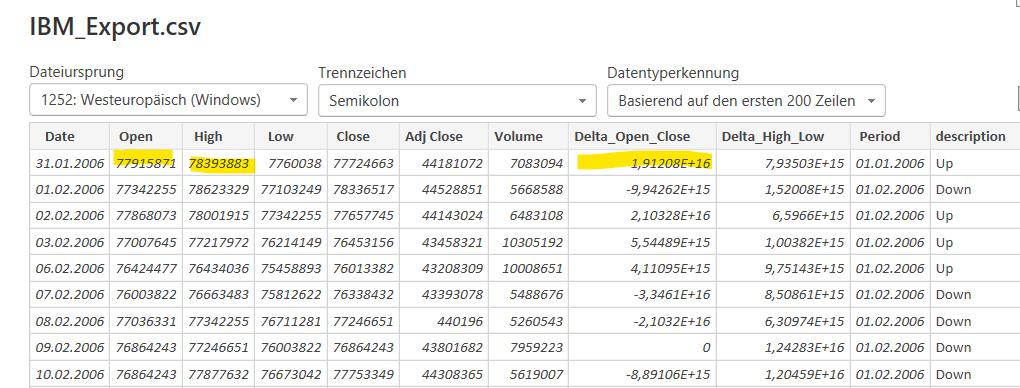 IBM_Export.csv
Dateiursprung Trennzeichen Datentyperkennung
1252: Westeuropäisch (Windows) Semikolon Basierend auf den ersten 200 Zeilen
Date Open High Low Close Adj Close Volume Delta_Open_Close Delta_High_Low Period description
31.01.2006 77915871 78393883 7760038 77724663 44181072 7083094 1,91208E+16 7,93503E+15 01.01.2006 Up
01.02.2006 77342255 78623329 77103249 78336517 44528851 5668588 -9,94262E+15 1,52008E+15 01.02.2006 Down
02.02.2006 77868073 78001915 77342255 77657745 44143024 6483108 2,10328E+16 6,5966E+15 01.02.2006 Up
03.02.2006 77007645 77217972 76214149 76453156 43458321 10305192 5,54489E+15 1,00382E+15 01.02.2006 Up
06.02.2006 76424477 76434036 75458893 76013382 43208309 10008651 4,11095E+15 9,75143E+15 01.02.2006 Up
07.02.2006 76003822 76663483 75812622 76338432 43393078 5488676 -3,3461E+16 8,50861E+15 01.02.2006 Down
08.02.2006 77036331 77342255 76711281 77246651 440196 5260543 -2,1032E+16 6,30974E+15 01.02.2006 Down
09.02.2006 76864243 77246651 76003822 76864243 43801682 7959223 0 1,24283E+16 01.02.2006 Down
10.02.2006 76864243 77877632 76673042 77753349 44308365 5619007 -8,89106E+15 1,20459E+16 01.02.2006 Down